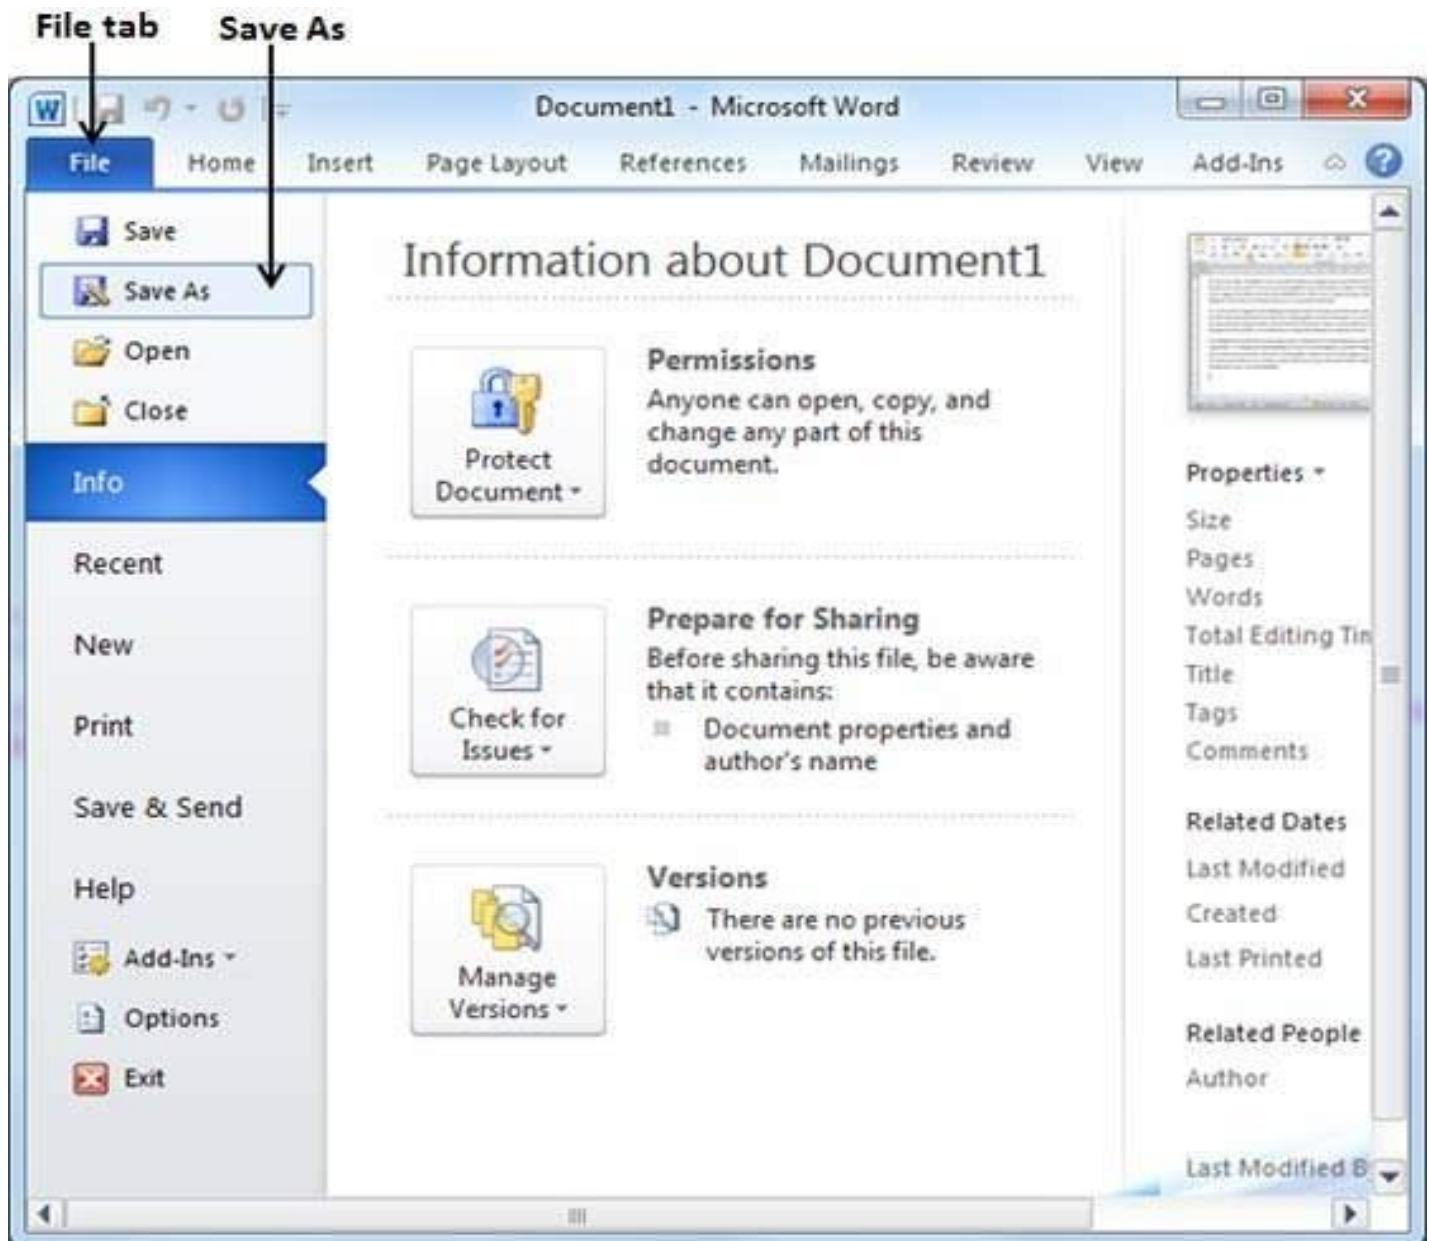 File tab
Save As
Document1 - Microsoft Word
File
Home
Insert
Page Layout
References
Mailings
Review
View
Add-Ins
Save
Save As
Open
Close
Info
Recent
New
Print
Save & Send
Help
Add-Ins
Options
Exit
Information about Document1
Protect
Document
Permissions
Anyone can open, copy, and
change any part of this
document.
Check for
Issues
Prepare for Sharing
Before sharing this file, be aware
that it contains:
Document properties and
author's name
Manage
Versions
Versions
There are no previous
versions of this file.
Properties
Size
Pages
Words
Total Editing Tim
Title
Tags
Comments
Related Dates
Last Modified
Created
Last Printed
Related People
Author
Last Modified B